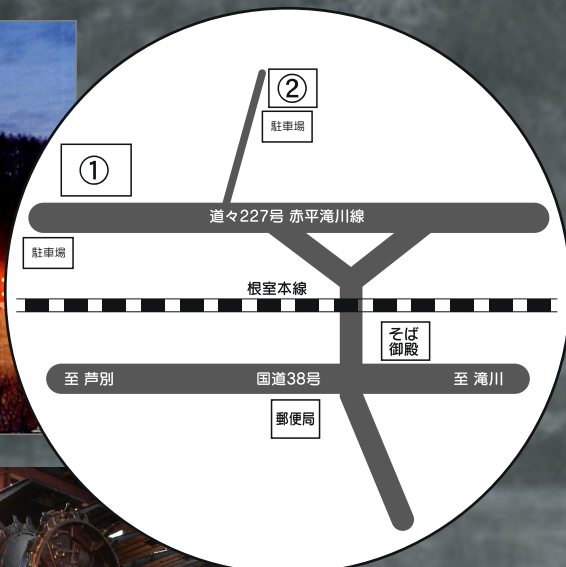 ②
駐車場
①
道々227号 赤平滝川線
駐車場
根室本線
そば
御殿
至 芦別
国道38号
至 滝川
郵便局